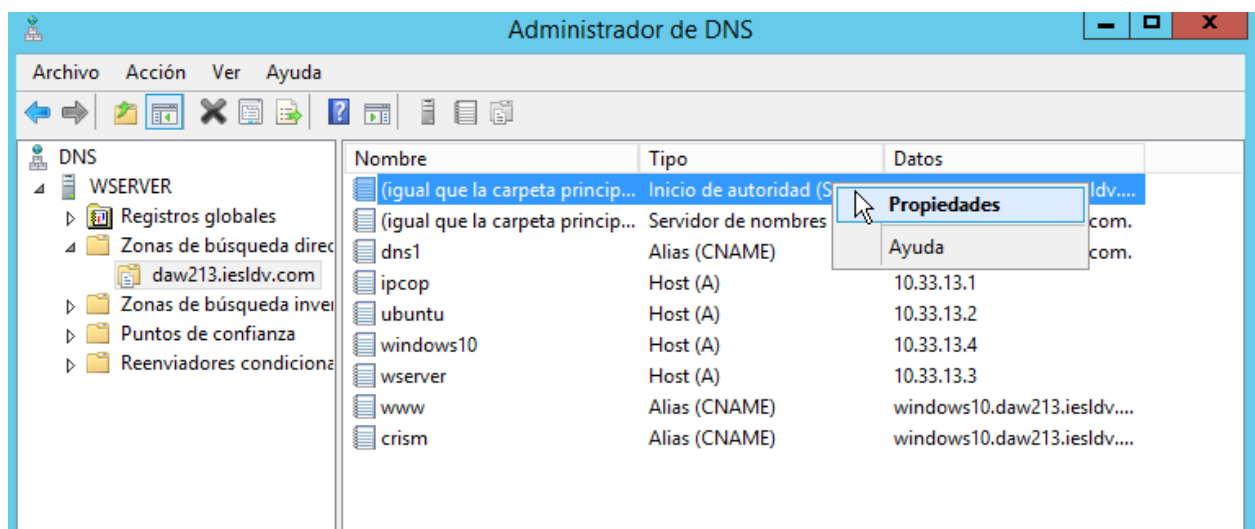 Administrador de DNS
Archivo Acción Ver Ayuda
DNS
WSERVER
Registros globales
Zonas de búsqueda direc
daw213.iesldv.com
Zonas de búsqueda inver
Puntos de confianza
Reenviadores condiciona
Nombre Tipo Datos
(igual que la carpeta princip... Inicio de autoridad (S ldv....
(igual que la carpeta princip... Servidor de nombres com.
dns1 Alias (CNAME) com.
ipcop Host (A) 10.33.13.1
ubuntu Host (A) 10.33.13.2
windows10 Host (A) 10.33.13.4
wserver Host (A) 10.33.13.3
www Alias (CNAME) windows10.daw213.iesldv....
crism Alias (CNAME) windows10.daw213.iesldv....
Propiedades
Ayuda